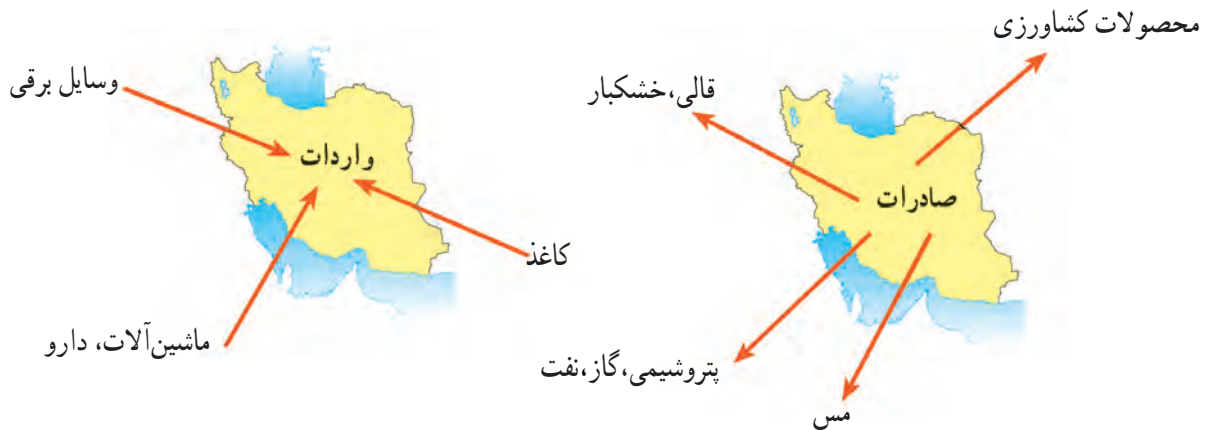 محصولات کشاورزی
قالی،خشکبار
صادرات
پتروشیمی،گاز،نفت
مس
وسایل برقی
واردات
کاغذ
ماشین‌آلات، دارو